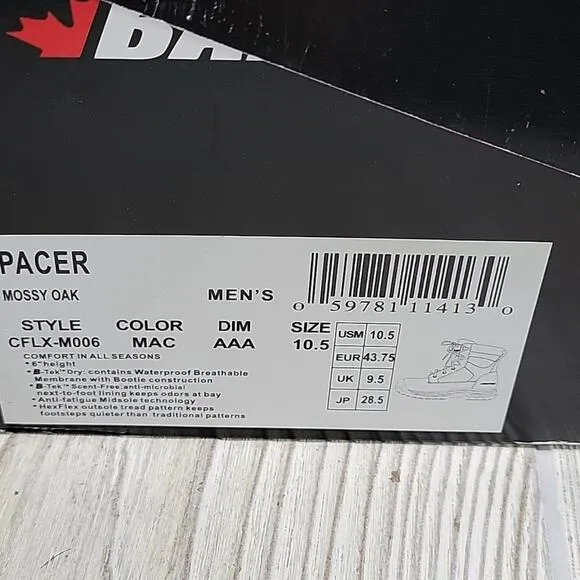 PACER
MOSSY OAK
MEN'S
0 59781 11413 0
STYLE COLOR DIM SIZE
CFLX-M006 MAC AAA 10.5
USM 10.5
EUR 43.75
UK 9.5
JP 28.5
COMFORT IN ALL SEASONS
• 6" height
• B-Tek™ Dry: contains Waterproof Breathable
Membrane with Bootie construction
• B-Tek™ Scent-Free:anti-microbial
next-to-foot lining keeps odors at bay
• Anti-fatigue Midsole technology
• HexFlex outsole tread pattern keeps
footsteps quieter than traditional patterns